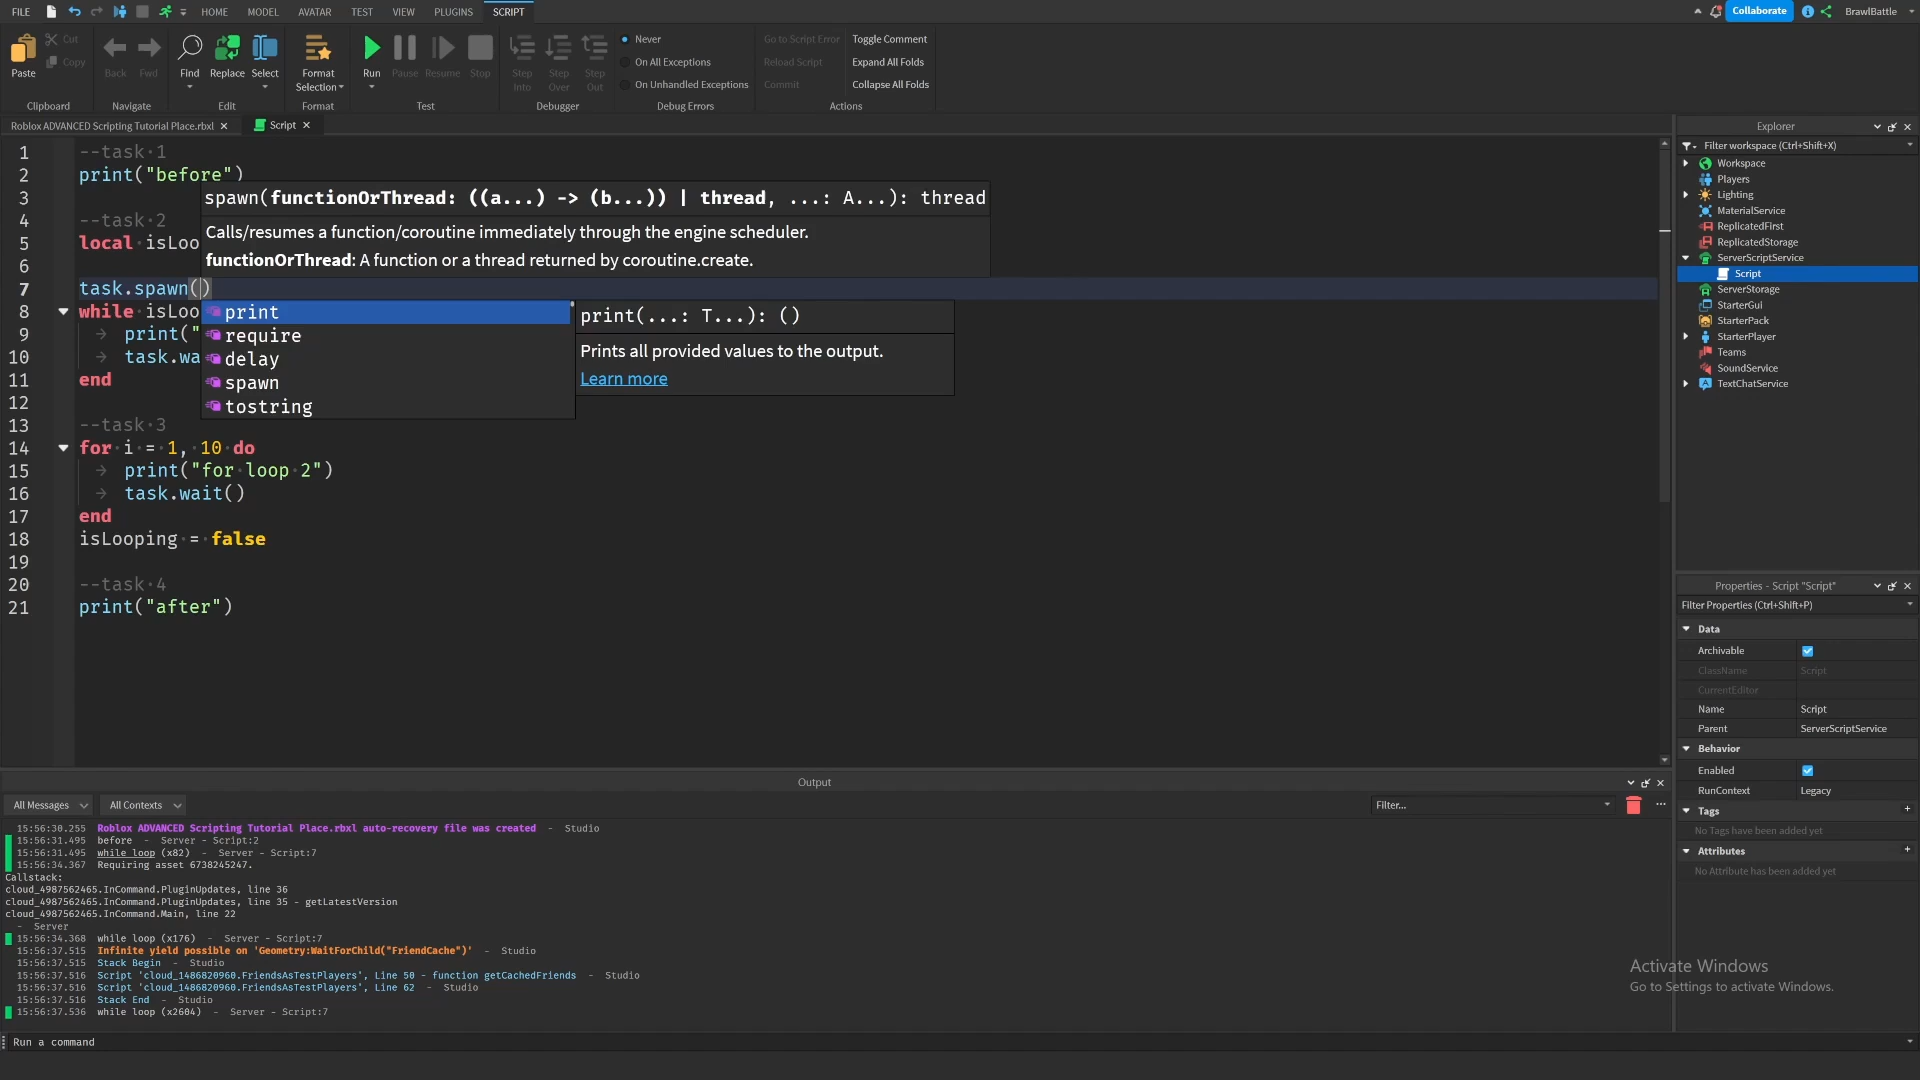 FILE HOME MODEL AVATAR TEST VIEW PLUGINS SCRIPT Collaborate BrawlBattle
Paste Cut Copy Back Fwd Find Replace Select Format Selection Run Pause Resume Stop Step Into Step Over Step Out
Never
On All Exceptions
On Unhandled Exceptions
Go to Script Error
Reload Script
Commit
Toggle Comment
Expand All Folds
Collapse All Folds
Clipboard Navigate Edit Format Test Debugger Debug Errors Actions
Roblox ADVANCED Scripting Tutorial Place.rbxl Script
1 --task 1
2 print("before")
3
4 --task 2
5 local isLoo
6
7 task.spawn()
8 while isLoo
9 print("
10 task.wa
11 end
12
13 --task 3
14 for i = 1, 10 do
15 print("for loop 2")
16 task.wait()
17 end
18 isLooping = false
19
20 --task 4
21 print("after")
spawn(functionOrThread: ((a...) -> (b...)) | thread, ...: A...): thread
Calls/resumes a function/coroutine immediately through the engine scheduler.
functionOrThread: A function or a thread returned by coroutine.create.
print
require
delay
spawn
tostring
print(...: T...): ()
Prints all provided values to the output.
Learn more
Explorer
Filter workspace (Ctrl+Shift+X)
Workspace
Players
Lighting
MaterialService
ReplicatedFirst
ReplicatedStorage
ServerScriptService
Script
ServerStorage
StarterGui
StarterPack
StarterPlayer
Teams
SoundService
TextChatService
Properties - Script "Script"
Filter Properties (Ctrl+Shift+P)
Data
Archivable
ClassName Script
CurrentEditor
Name Script
Parent ServerScriptService
Behavior
Enabled
RunContext Legacy
Tags
No Tags have been added yet
Attributes
No Attribute has been added yet
Output
All Messages All Contexts Filter...
15:56:30.255 Roblox ADVANCED Scripting Tutorial Place.rbxl auto-recovery file was created - Studio
15:56:31.495 before - Server - Script:2
15:56:31.495 while loop (x82) - Server - Script:7
15:56:34.367 Requiring asset 6738245247.
Callstack:
cloud_4987562465.InCommand.PluginUpdates, line 36
cloud_4987562465.InCommand.PluginUpdates, line 35 - getLatestVersion
cloud_4987562465.InCommand.Main, line 22
- Server
15:56:34.368 while loop (x176) - Server - Script:7
15:56:37.515 Infinite yield possible on 'Geometry:WaitForChild("FriendCache")' - Studio
15:56:37.515 Stack Begin - Studio
15:56:37.516 Script 'cloud_1486820960.FriendsAsTestPlayers', Line 50 - function getCachedFriends - Studio
15:56:37.516 Script 'cloud_1486820960.FriendsAsTestPlayers', Line 62 - Studio
15:56:37.516 Stack End - Studio
15:56:37.536 while loop (x2604) - Server - Script:7
Run a command
Activate Windows
Go to Settings to activate Windows.